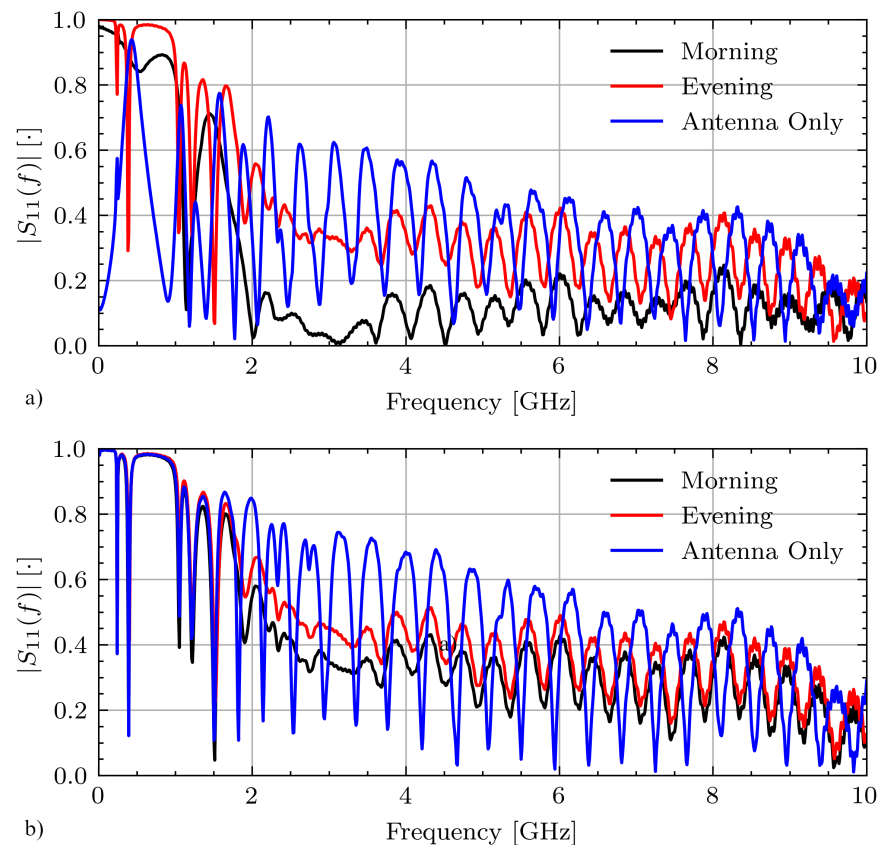 1.0
0.8
0.6
0.4
0.2
0.0
|S₁₁(f)| [·]
Morning
Evening
Antenna Only
0 2 4 6 8 10
Frequency [GHz]
a)
1.0
0.8
0.6
0.4
0.2
0.0
|S₁₁(f)| [·]
Morning
Evening
Antenna Only
a)
0 2 4 6 8 10
Frequency [GHz]
b)